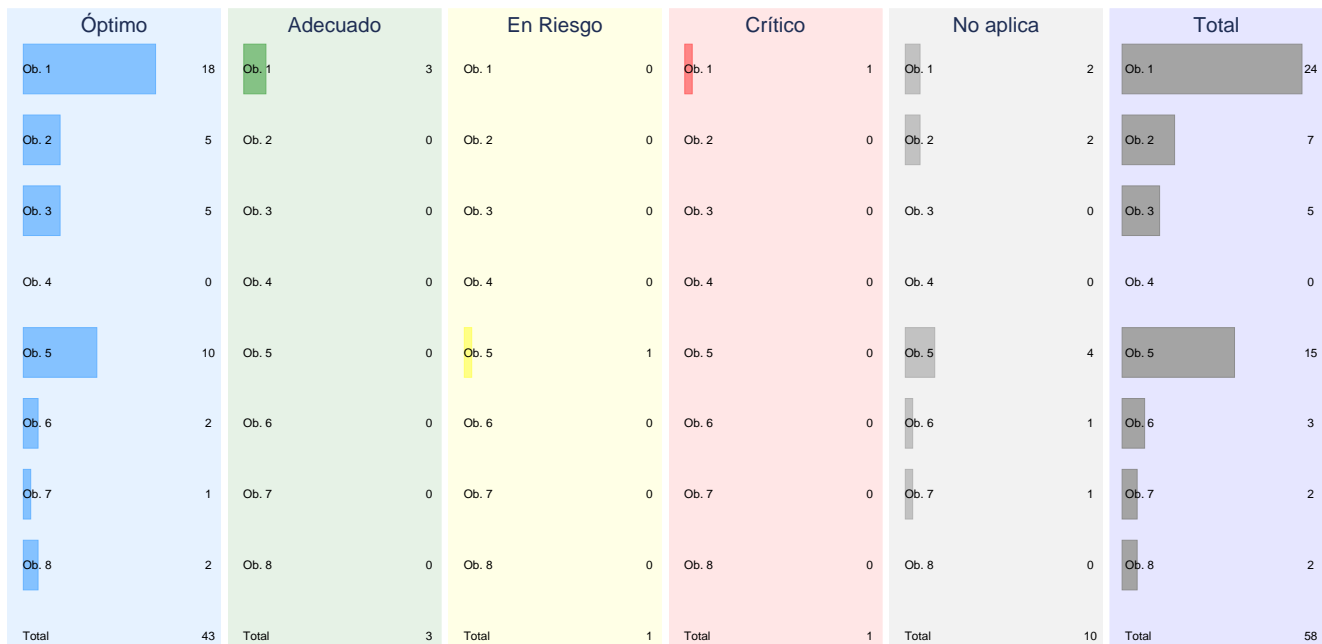 Óptimo Adecuado En Riesgo Crítico No aplica Total
Ob. 1 18 Ob. 1 3 Ob. 1 0 Ob. 1 1 Ob. 1 2 Ob. 1 24
Ob. 2 5 Ob. 2 0 Ob. 2 0 Ob. 2 0 Ob. 2 2 Ob. 2 7
Ob. 3 5 Ob. 3 0 Ob. 3 0 Ob. 3 0 Ob. 3 0 Ob. 3 5
Ob. 4 0 Ob. 4 0 Ob. 4 0 Ob. 4 0 Ob. 4 0 Ob. 4 0
Ob. 5 10 Ob. 5 0 Ob. 5 1 Ob. 5 0 Ob. 5 4 Ob. 5 15
Ob. 6 2 Ob. 6 0 Ob. 6 0 Ob. 6 0 Ob. 6 1 Ob. 6 3
Ob. 7 1 Ob. 7 0 Ob. 7 0 Ob. 7 0 Ob. 7 1 Ob. 7 2
Ob. 8 2 Ob. 8 0 Ob. 8 0 Ob. 8 0 Ob. 8 0 Ob. 8 2
Total 43 Total 3 Total 1 Total 1 Total 10 Total 58